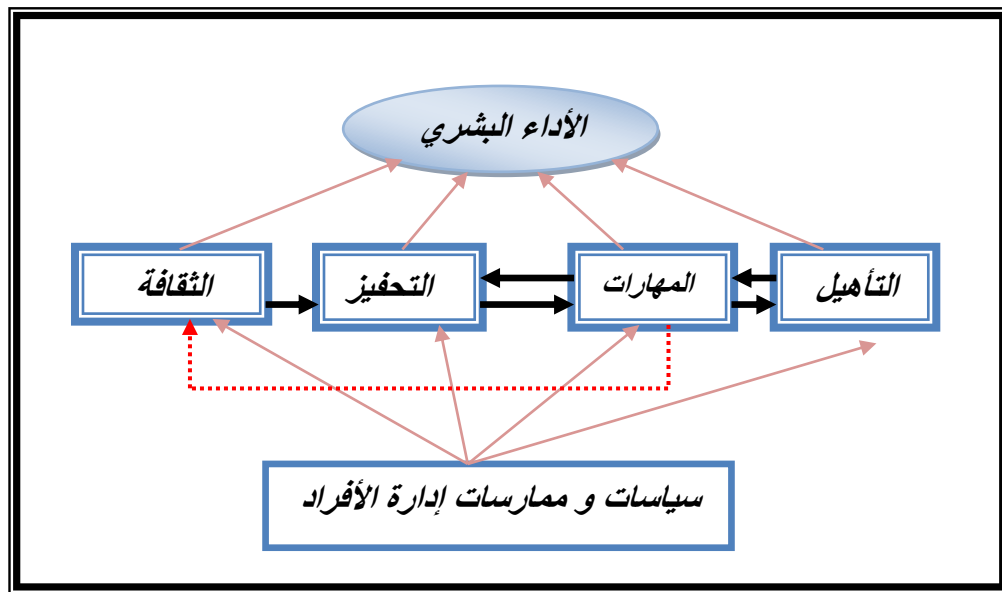 الأداء البشري
التأهيل
المهارات
التحفيز
الثقافة
سياسات و ممارسات إدارة الأفراد